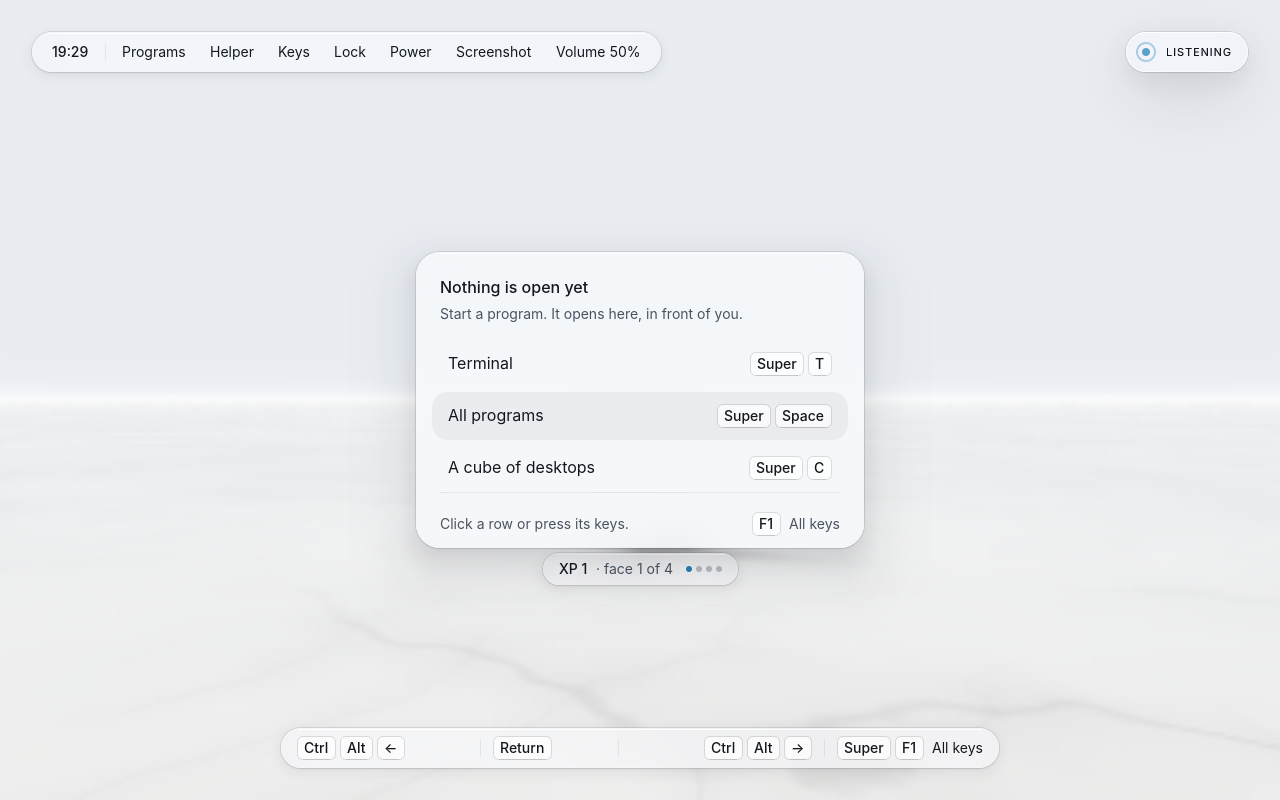 19:29 Programs Helper Keys Lock Power Screenshot Volume 50%
LISTENING
Nothing is open yet
Start a program. It opens here, in front of you.
Terminal Super T
All programs Super Space
A cube of desktops Super C
Click a row or press its keys. F1 All keys
XP 1 · face 1 of 4
Ctrl Alt ← Return Ctrl Alt → Super F1 All keys